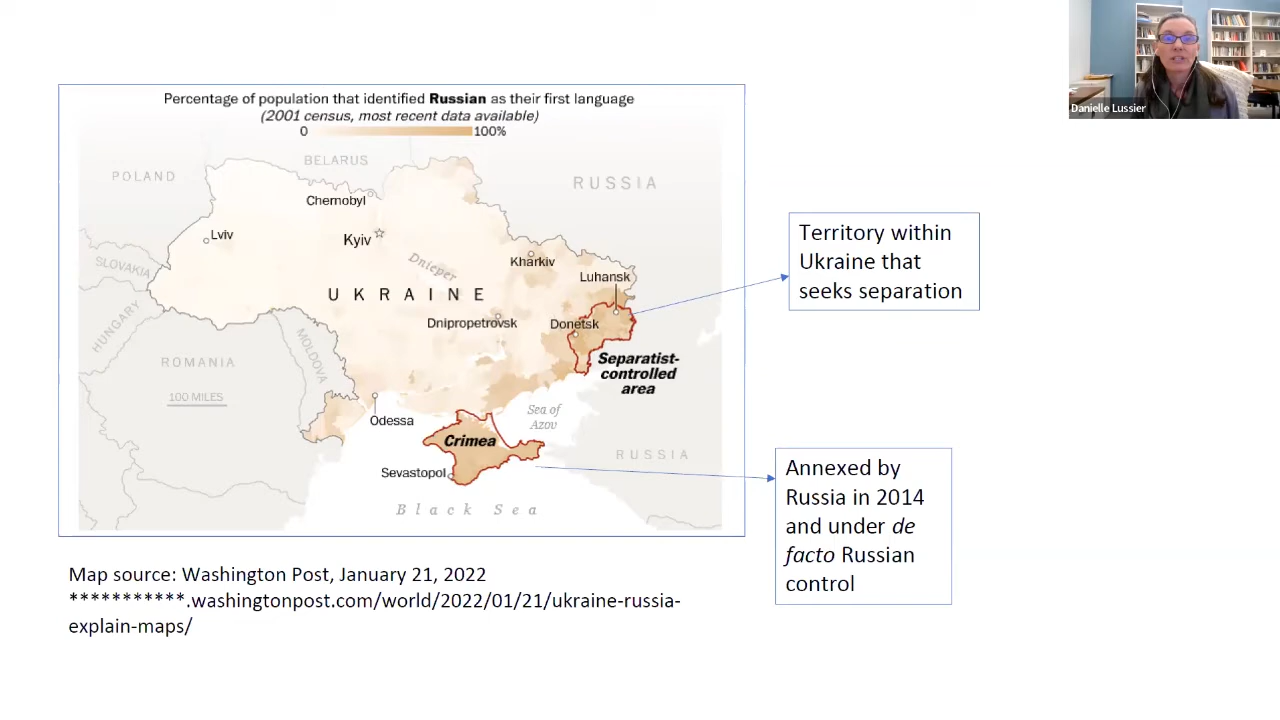 Danielle Lussier
Percentage of population that identified Russian as their first language
(2001 census, most recent data available)
0 100%
BELARUS
POLAND
RUSSIA
Chernobyl
Lviv
Kyiv
Dnieper
Kharkiv
SLOVAKIA
Luhansk
UKRAINE
HUNGARY
Dnipropetrovsk
Donetsk
MOLDOVA
ROMANIA
Separatist-
controlled
area
100 MILES
Odessa
Sea of
Azov
Crimea
RUSSIA
Sevastopol
Black Sea
Territory within
Ukraine that
seeks separation
Annexed by
Russia in 2014
and under de
facto Russian
control
Map source: Washington Post, January 21, 2022
***********.washingtonpost.com/world/2022/01/21/ukraine-russia-
explain-maps/